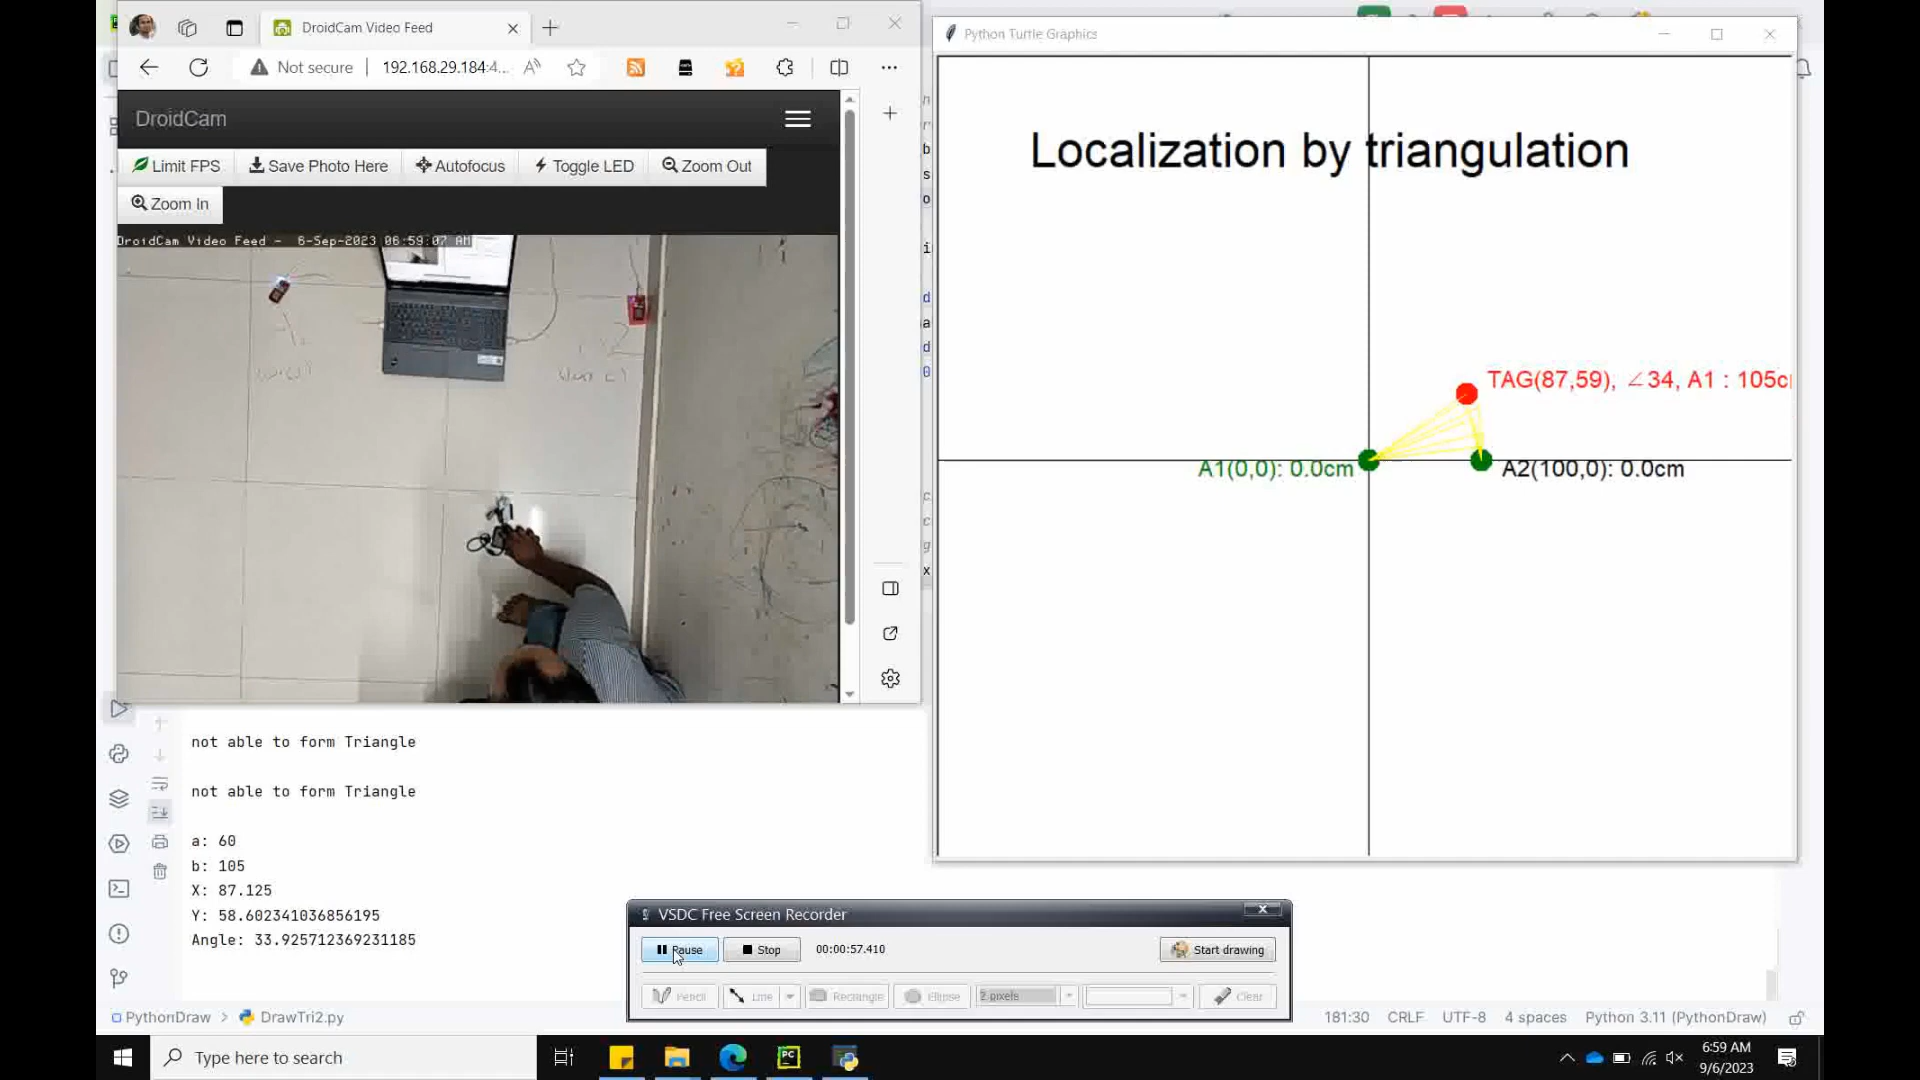 DroidCam Video Feed
Not secure
192.168.29.184:4...
DroidCam
Limit FPS
Save Photo Here
Autofocus
Toggle LED
Zoom Out
Zoom In
DroidCam Video Feed - 6-Sep-2023 06:59:07 AM
Python Turtle Graphics
Localization by triangulation
TAG(87,59), ∠34, A1 : 105c
A1(0,0): 0.0cm
A2(100,0): 0.0cm
not able to form Triangle
not able to form Triangle
a: 60
b: 105
X: 87.125
Y: 58.602341036856195
Angle: 33.925712369231185
VSDC Free Screen Recorder
Pause
Stop
00:00:57.410
Start drawing
Pencil
Line
Rectangle
Ellipse
2 pixels
Clear
PythonDraw > DrawTri2.py
181:30
CRLF
UTF-8
4 spaces
Python 3.11 (PythonDraw)
Type here to search
PC
6:59 AM
9/6/2023